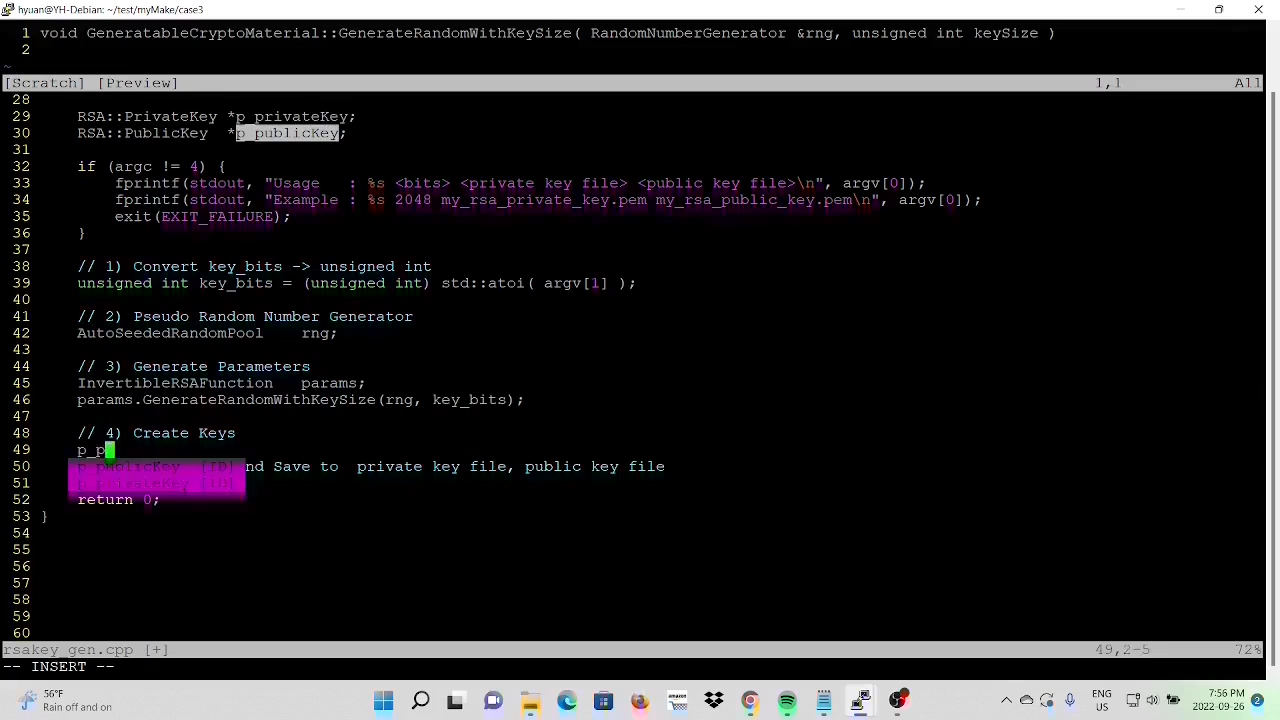 hyuan@YH-Debian: ~/test/myMake/case3
1 void GeneratableCryptoMaterial::GenerateRandomWithKeySize( RandomNumberGenerator &rng, unsigned int keySize )
2
~
[Scratch] [Preview] 1,1 All
28
29 RSA::PrivateKey *p_privateKey;
30 RSA::PublicKey *p_publicKey;
31
32 if (argc != 4) {
33 fprintf(stdout, "Usage : %s <bits> <private key file> <public key file>\n", argv[0]);
34 fprintf(stdout, "Example : %s 2048 my_rsa_private_key.pem my_rsa_public_key.pem\n", argv[0]);
35 exit(EXIT_FAILURE);
36 }
37
38 // 1) Convert key_bits -> unsigned int
39 unsigned int key_bits = (unsigned int) std::atoi( argv[1] );
40
41 // 2) Pseudo Random Number Generator
42 AutoSeededRandomPool rng;
43
44 // 3) Generate Parameters
45 InvertibleRSAFunction params;
46 params.GenerateRandomWithKeySize(rng, key_bits);
47
48 // 4) Create Keys
49 p_p
50 p_publicKey [ID] nd Save to private key file, public key file
51 p_privateKey [ID]
52 return 0;
53 }
54
55
56
57
58
59
60
rsakey_gen.cpp [+] 49,2-5 72%
-- INSERT --
56°F
Rain off and on
ENG
US
7:56 PM
2022-09-26
2
amazon